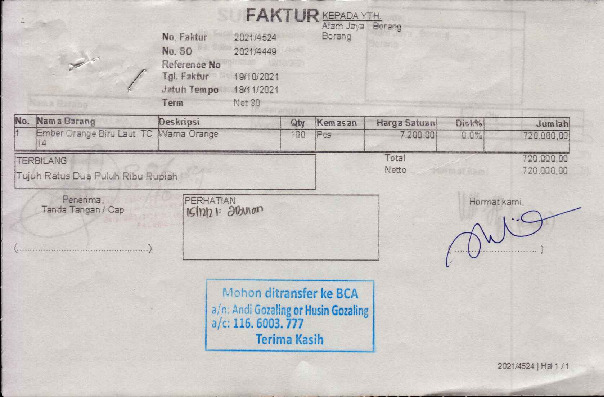 FAKTUR
KEPADA YTH.
Alam Jaya - Borang
Borang
No. Faktur 2021/4524
No. SO 2021/4449
Reference No
Tgl. Faktur 19/10/2021
Jatuh Tempo 18/11/2021
Term Net 30
No. Nama Barang Deskripsi Qty Kemasan Harga Satuan Disk% Jumlah
1 Ember Orange Biru Laut TC Warna Orange 100 Pcs 7.200,00 0.0% 720.000,00
14
TERBILANG
Tujuh Ratus Dua Puluh Ribu Rupiah
Total 720.000,00
Netto 720.000,00
Penerima,
Tanda Tangan / Cap
PERHATIAN
Hormat kami,
(..............................)
Mohon ditransfer ke BCA
a/n: Andi Gozaling or Husin Gozaling
a/c: 116. 6003. 777
Terima Kasih
2021/4524 | Hal 1 / 1